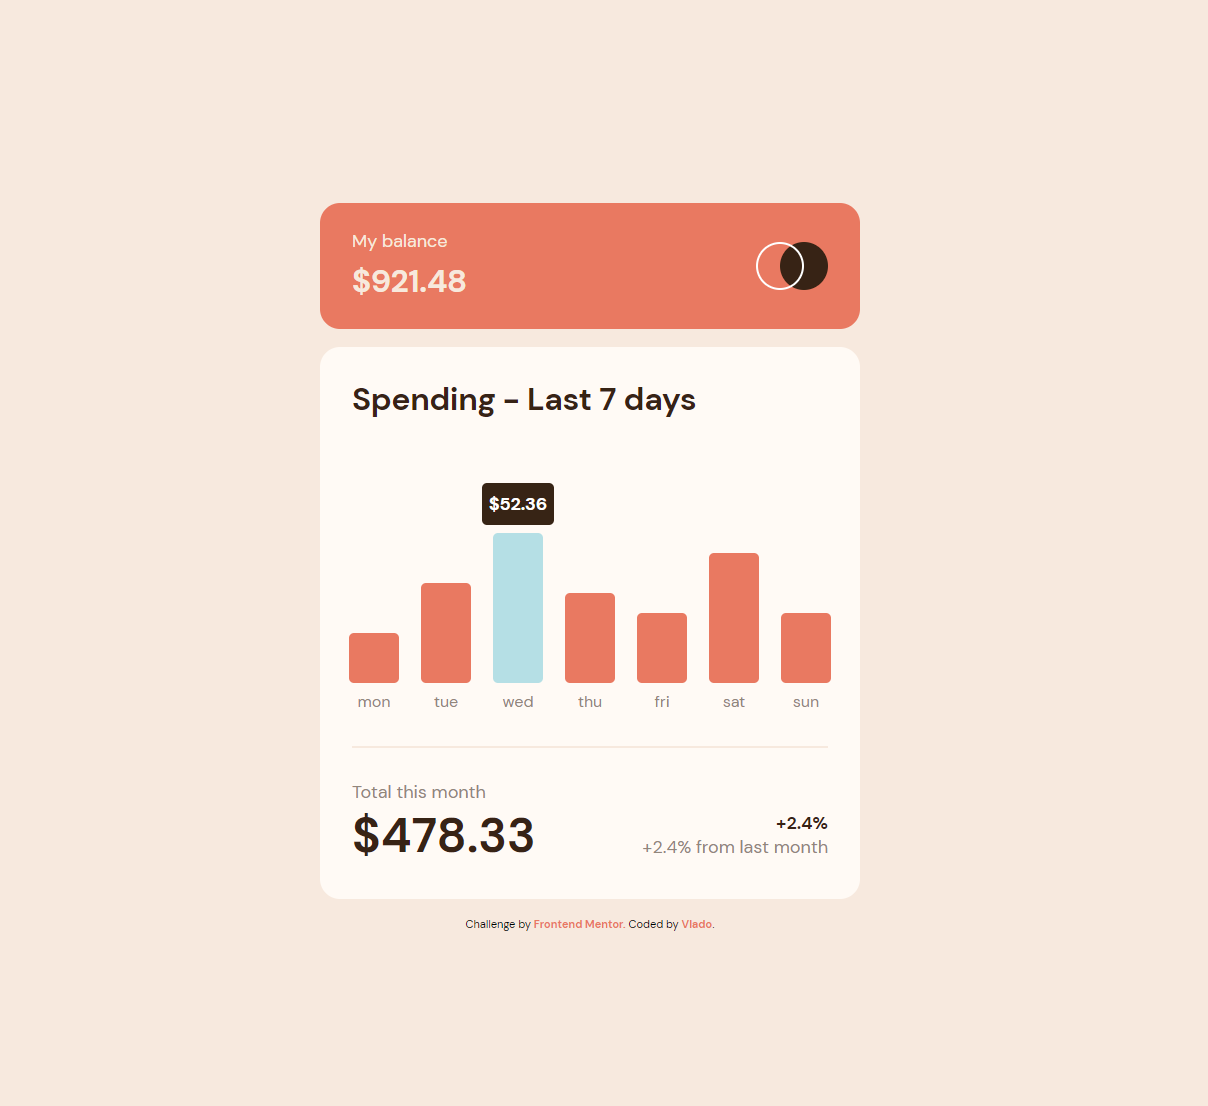 My balance
$921.48
Spending - Last 7 days
$52.36
mon tue wed thu fri sat sun
Total this month
$478.33
+2.4%
+2.4% from last month
Challenge by Frontend Mentor. Coded by Vlado.